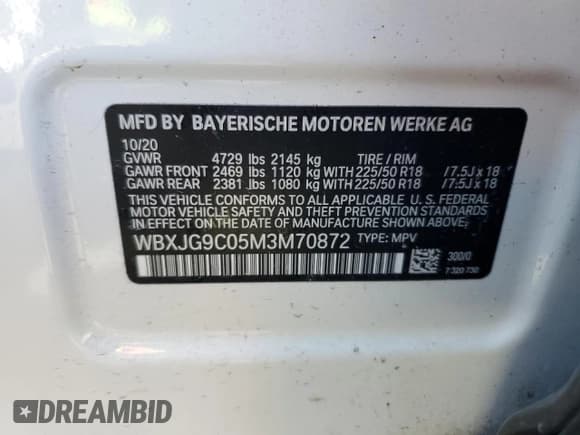 MFD BY BAYERISCHE MOTOREN WERKE AG
10/20
GVWR 4729 lbs 2145 kg TIRE / RIM
GAWR FRONT 2469 lbs 1120 kg WITH 225/50 R18 / 7.5J x 18
GAWR REAR 2381 lbs 1080 kg WITH 225/50 R18 / 7.5J x 18
THIS VEHICLE CONFORMS TO ALL APPLICABLE U. S. FEDERAL
MOTOR VEHICLE SAFETY AND THEFT PREVENTION STANDARDS
IN EFFECT ON THE DATE OF MANUFACTURE SHOWN ABOVE.
WBXJG9C05M3M70872 TYPE: MPV
300/0
7 320 730
DREAMBID